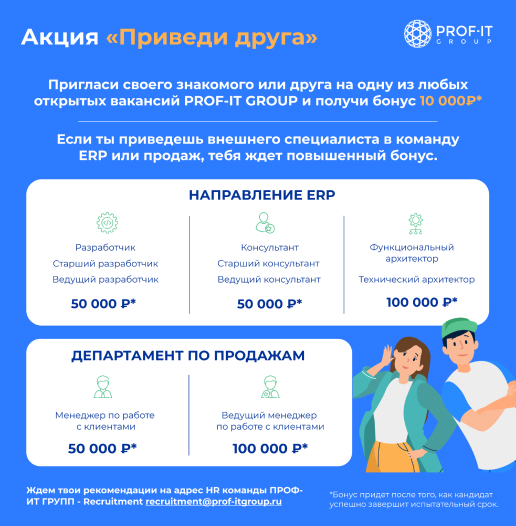 Акция «Приведи друга»
PROF-IT
GROUP
Пригласи своего знакомого или друга на одну из любых
открытых вакансий PROF-IT GROUP и получи бонус 10 000₽*
Если ты приведешь внешнего специалиста в команду
ERP или продаж, тебя ждет повышенный бонус.
НАПРАВЛЕНИЕ ERP
Разработчик
Старший разработчик
Ведущий разработчик
50 000 ₽*
Консультант
Старший консультант
Ведущий консультант
50 000 ₽*
Функциональный
архитектор
Технический архитектор
100 000 ₽*
ДЕПАРТАМЕНТ ПО ПРОДАЖАМ
Менеджер по работе
с клиентами
50 000 ₽*
Ведущий менеджер
по работе с клиентами
100 000 ₽*
Ждем твои рекомендации на адрес HR команды ПРОФ-
ИТ ГРУПП - Recruitment recruitment@prof-itgroup.ru
*Бонус придет после того, как кандидат
успешно завершит испытательный срок.